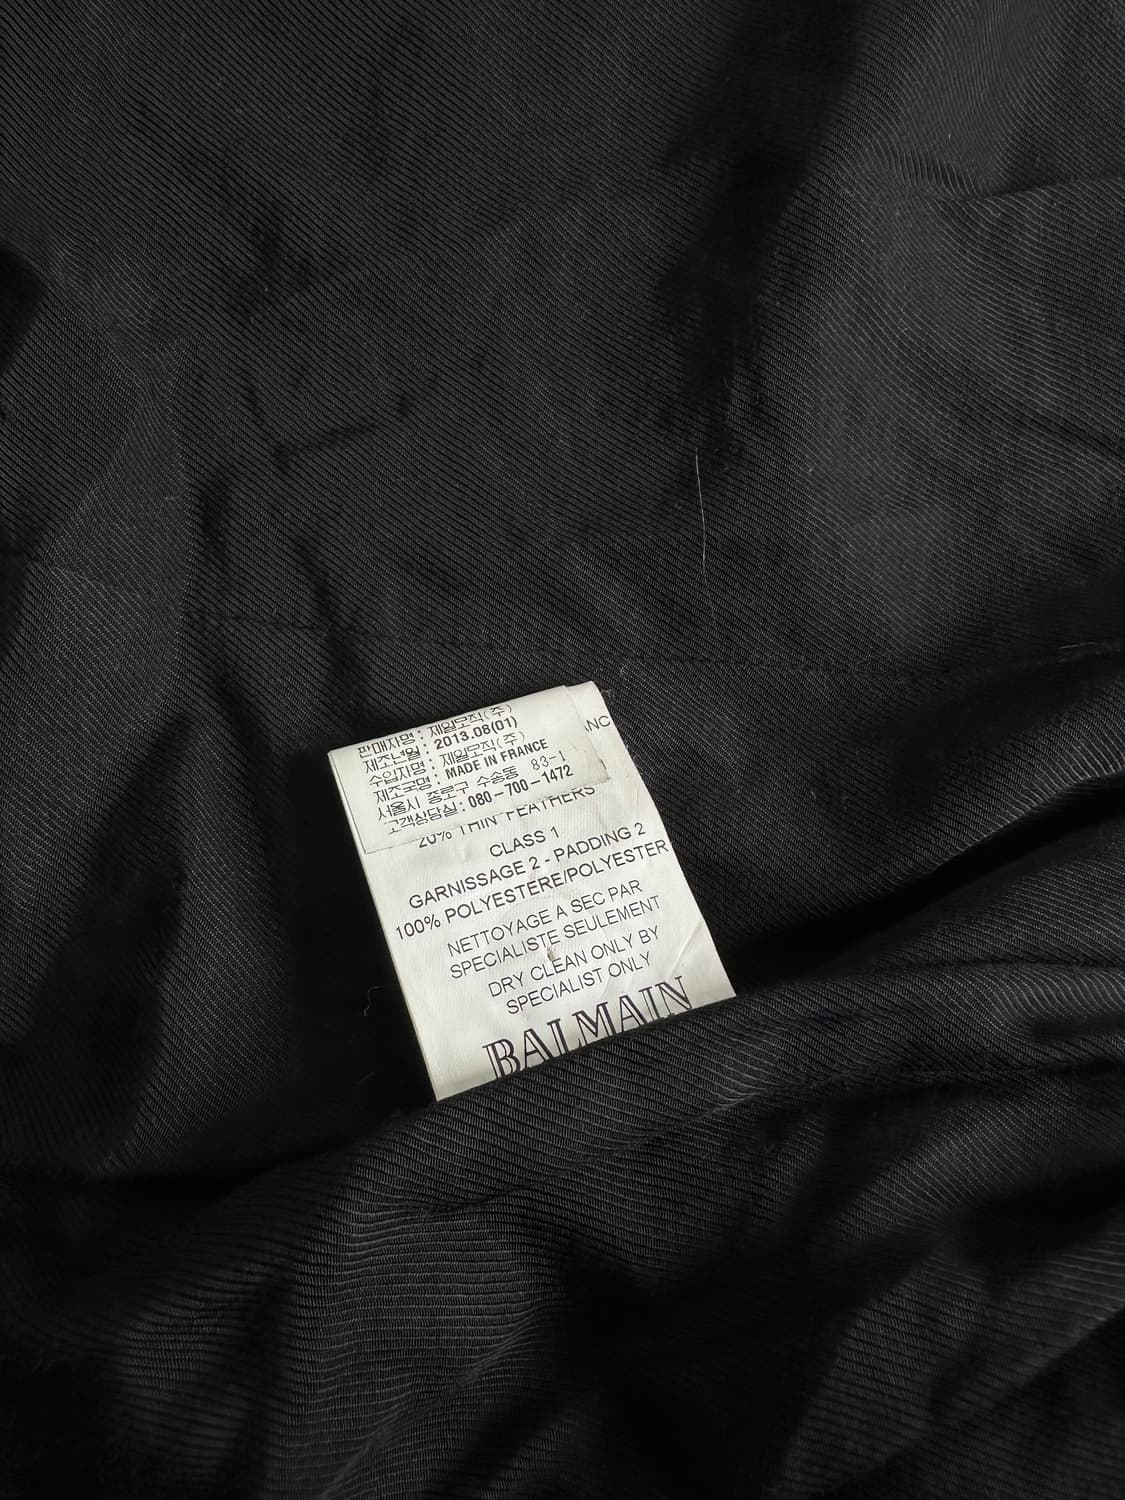 판매자명 : 제일모직(주)
제조년월 : 2013.08(01)
수입자명 : 제일모직(주)
제조국명 : MADE IN FRANCE
서울시 종로구 수송동 83-1
고객상담실 : 080-700-1472
20% THIN FEATHERS
CLASS 1
GARNISSAGE 2 - PADDING 2
100% POLYESTERE/POLYESTER
NETTOYAGE A SEC PAR
SPECIALISTE SEULEMENT
DRY CLEAN ONLY BY
SPECIALIST ONLY
BALMAIN